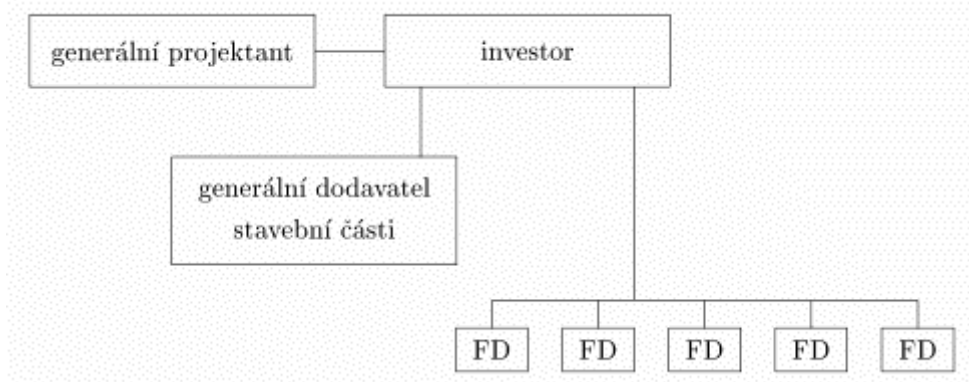 generální projektant
investor
generální dodavatel
stavební části
FD
FD
FD
FD
FD